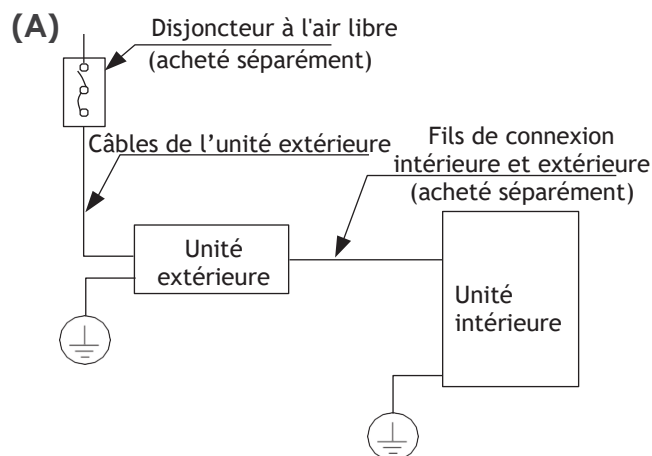 (A)
Disjoncteur à l'air libre
(acheté séparément)
Câbles de l’unité extérieure
Fils de connexion
intérieure et extérieure
(acheté séparément)
Unité
extérieure
Unité
intérieure